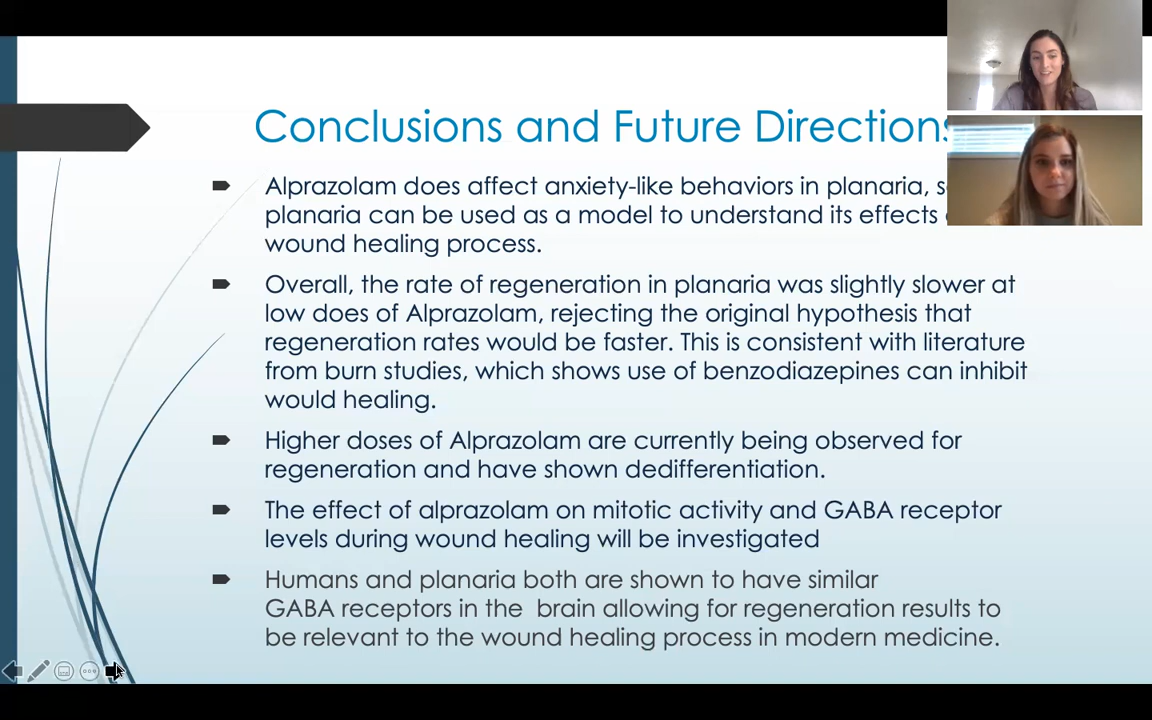 Conclusions and Future Directions
Alprazolam does affect anxiety-like behaviors in planaria,
planaria can be used as a model to understand its effects
wound healing process.
Overall, the rate of regeneration in planaria was slightly slower at
low does of Alprazolam, rejecting the original hypothesis that
regeneration rates would be faster. This is consistent with literature
from burn studies, which shows use of benzodiazepines can inhibit
would healing.
Higher doses of Alprazolam are currently being observed for
regeneration and have shown dedifferentiation.
The effect of alprazolam on mitotic activity and GABA receptor
levels during wound healing will be investigated
Humans and planaria both are shown to have similar
GABA receptors in the brain allowing for regeneration results to
be relevant to the wound healing process in modern medicine.